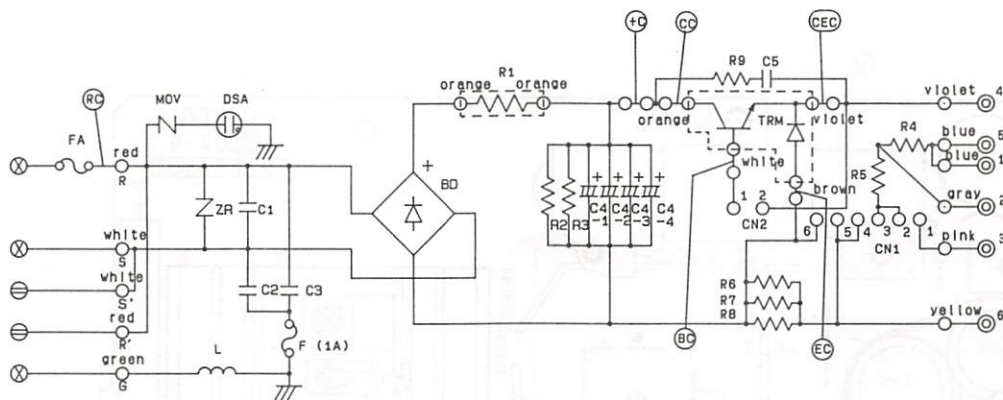 +C
CC
CEC
R9
C5
R1
orange
orange
RC
MOV
DSA
FA
red
R
+
BD
orange
TRM
violet
white
brown
violet
4
blue
5
blue
1
R4
R5
gray
2
pink
3
ZR
C1
R2
R3
+
+
+
+
C4
-1
C4
-2
C4
-3
C4
-4
1
2
CN2
6
5
4
3
2
1
CN1
white
S
white
S'
red
R'
green
G
C2
C3
F (1A)
L
R6
R7
R8
BC
EC
yellow
6